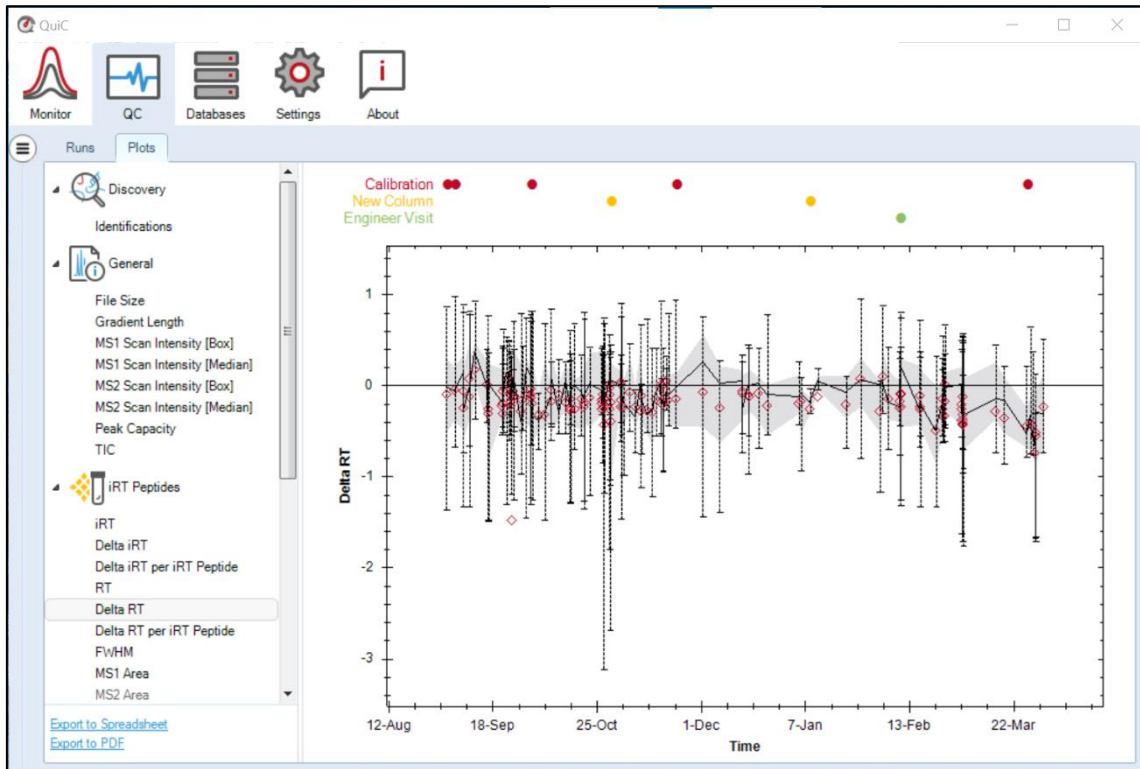 QuiC
Monitor QC Databases Settings About
Runs Plots
Discovery
Identifications
General
File Size
Gradient Length
MS1 Scan Intensity [Box]
MS1 Scan Intensity [Median]
MS2 Scan Intensity [Box]
MS2 Scan Intensity [Median]
Peak Capacity
TIC
iRT Peptides
iRT
Delta iRT
Delta iRT per iRT Peptide
RT
Delta RT
Delta RT per iRT Peptide
FWHM
MS1 Area
MS2 Area
Export to Spreadsheet
Export to PDF
Calibration
New Column
Engineer Visit
1
0
-1
-2
-3
Delta RT
12-Aug 18-Sep 25-Oct 1-Dec 7-Jan 13-Feb 22-Mar
Time